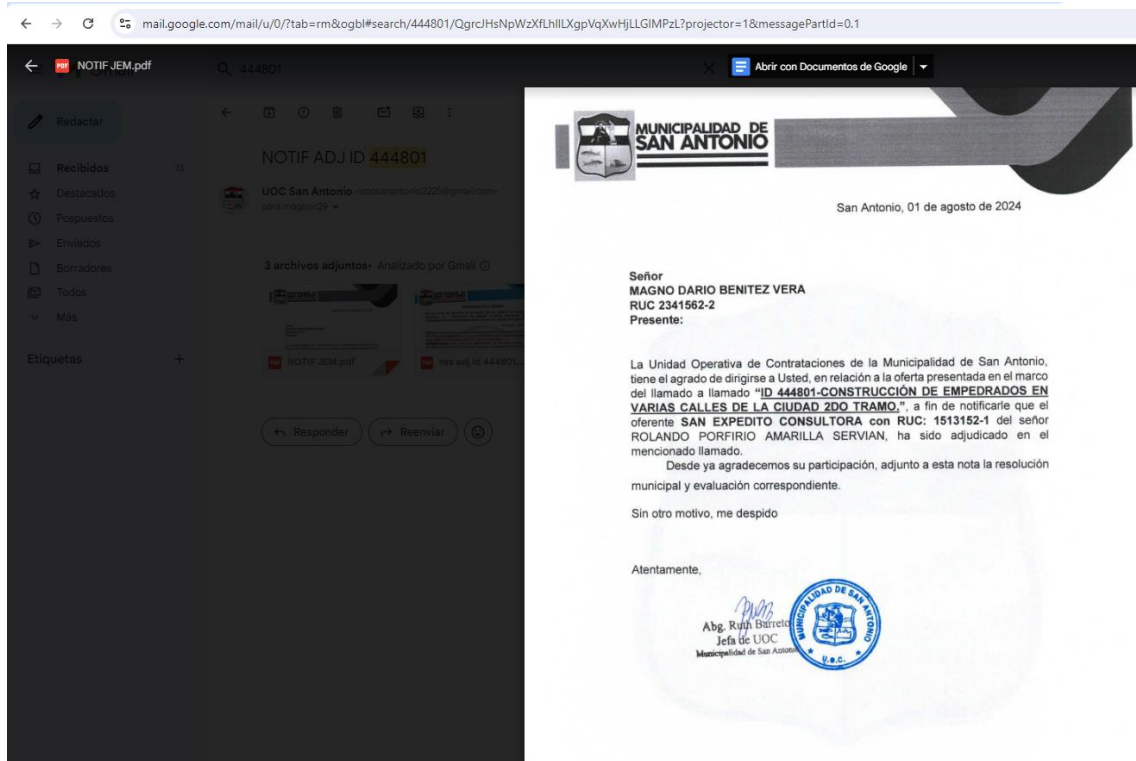 mail.google.com/mail/u/0/?tab=rm&ogbl#search/444801/QgrcJHsNpWzXfLhlILXgpVqXwHjLLGlMPzL?projector=1&messagePartId=0.1
NOTIF JEM.pdf
444801
Abrir con Documentos de Google
Redactar
Recibidos
Destacados
Pospuestos
Enviados
Borradores
Todos
Más
Etiquetas
NOTIF ADJ ID 444801
UOC San Antonio
para magben29
3 archivos adjuntos • Analizado por Gmail
NOTIF JEM.pdf
res adj id 444801...
Responder
Reenviar
MUNICIPALIDAD DE
SAN ANTONIO
San Antonio, 01 de agosto de 2024
Señor
MAGNO DARIO BENITEZ VERA
RUC 2341562-2
Presente:
La Unidad Operativa de Contrataciones de la Municipalidad de San Antonio,
tiene el agrado de dirigirse a Usted, en relación a la oferta presentada en el marco
del llamado a llamado “ID 444801-CONSTRUCCIÓN DE EMPEDRADOS EN
VARIAS CALLES DE LA CIUDAD 2DO TRAMO.”, a fin de notificarle que el
oferente SAN EXPEDITO CONSULTORA con RUC: 1513152-1 del señor
ROLANDO PORFIRIO AMARILLA SERVIAN, ha sido adjudicado en el
mencionado llamado.
Desde ya agradecemos su participación, adjunto a esta nota la resolución
municipal y evaluación correspondiente.
Sin otro motivo, me despido
Atentamente,
Abg. Ruth Barreto
Jefa de UOC
Municipalidad de San Antonio
MUNICIPALIDAD DE SAN ANTONIO
U.O.C.